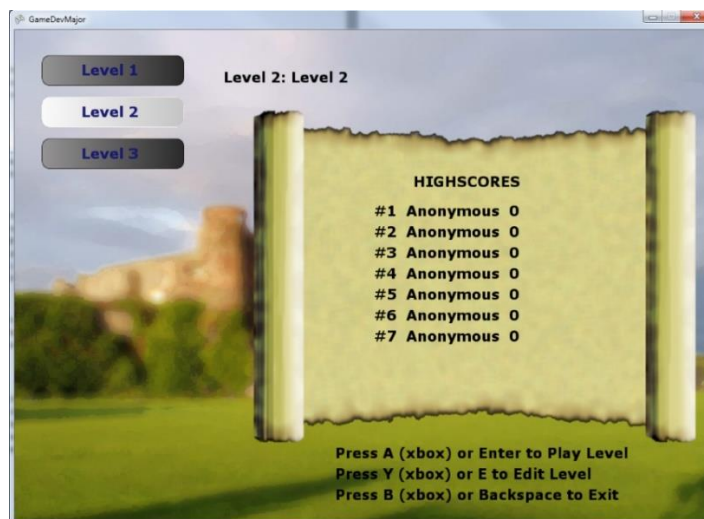 GameDevMajor
Level 1
Level 2
Level 3
Level 2: Level 2
HIGHSCORES
#1 Anonymous 0
#2 Anonymous 0
#3 Anonymous 0
#4 Anonymous 0
#5 Anonymous 0
#6 Anonymous 0
#7 Anonymous 0
Press A (xbox) or Enter to Play Level
Press Y (xbox) or E to Edit Level
Press B (xbox) or Backspace to Exit